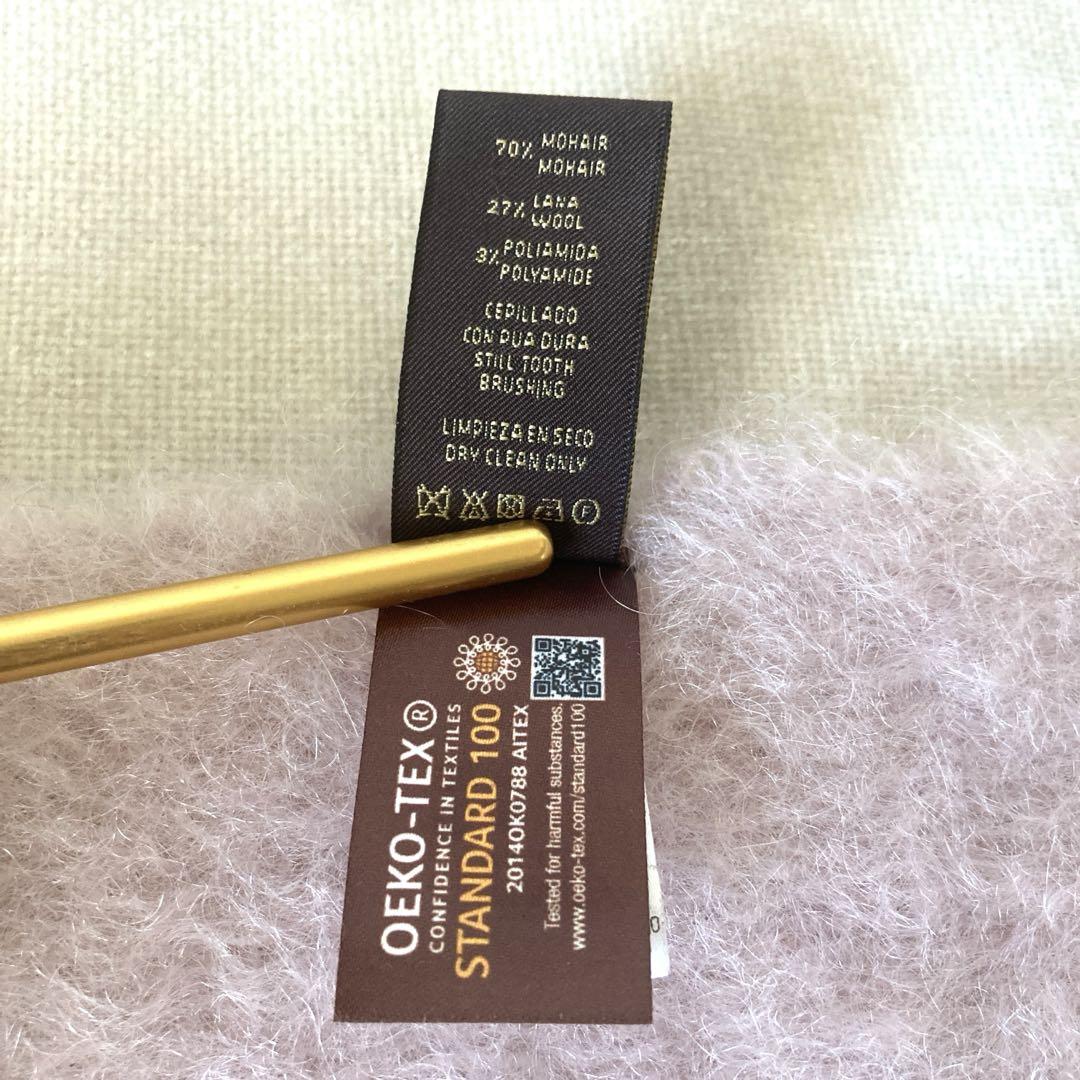 70% MOHAIR
MOHAIR
27% LANA
WOOL
3% POLIAMIDA
POLYAMIDE
CEPILLADO
CON PUA DURA
STILL TOOTH
BRUSHING
LIMPIEZA EN SECO
DRY CLEAN ONLY
F
OEKO-TEX®
CONFIDENCE IN TEXTILES
STANDARD 100
2014OK0788 AITEX
Tested for harmful substances.
www.oeko-tex.com/standard100